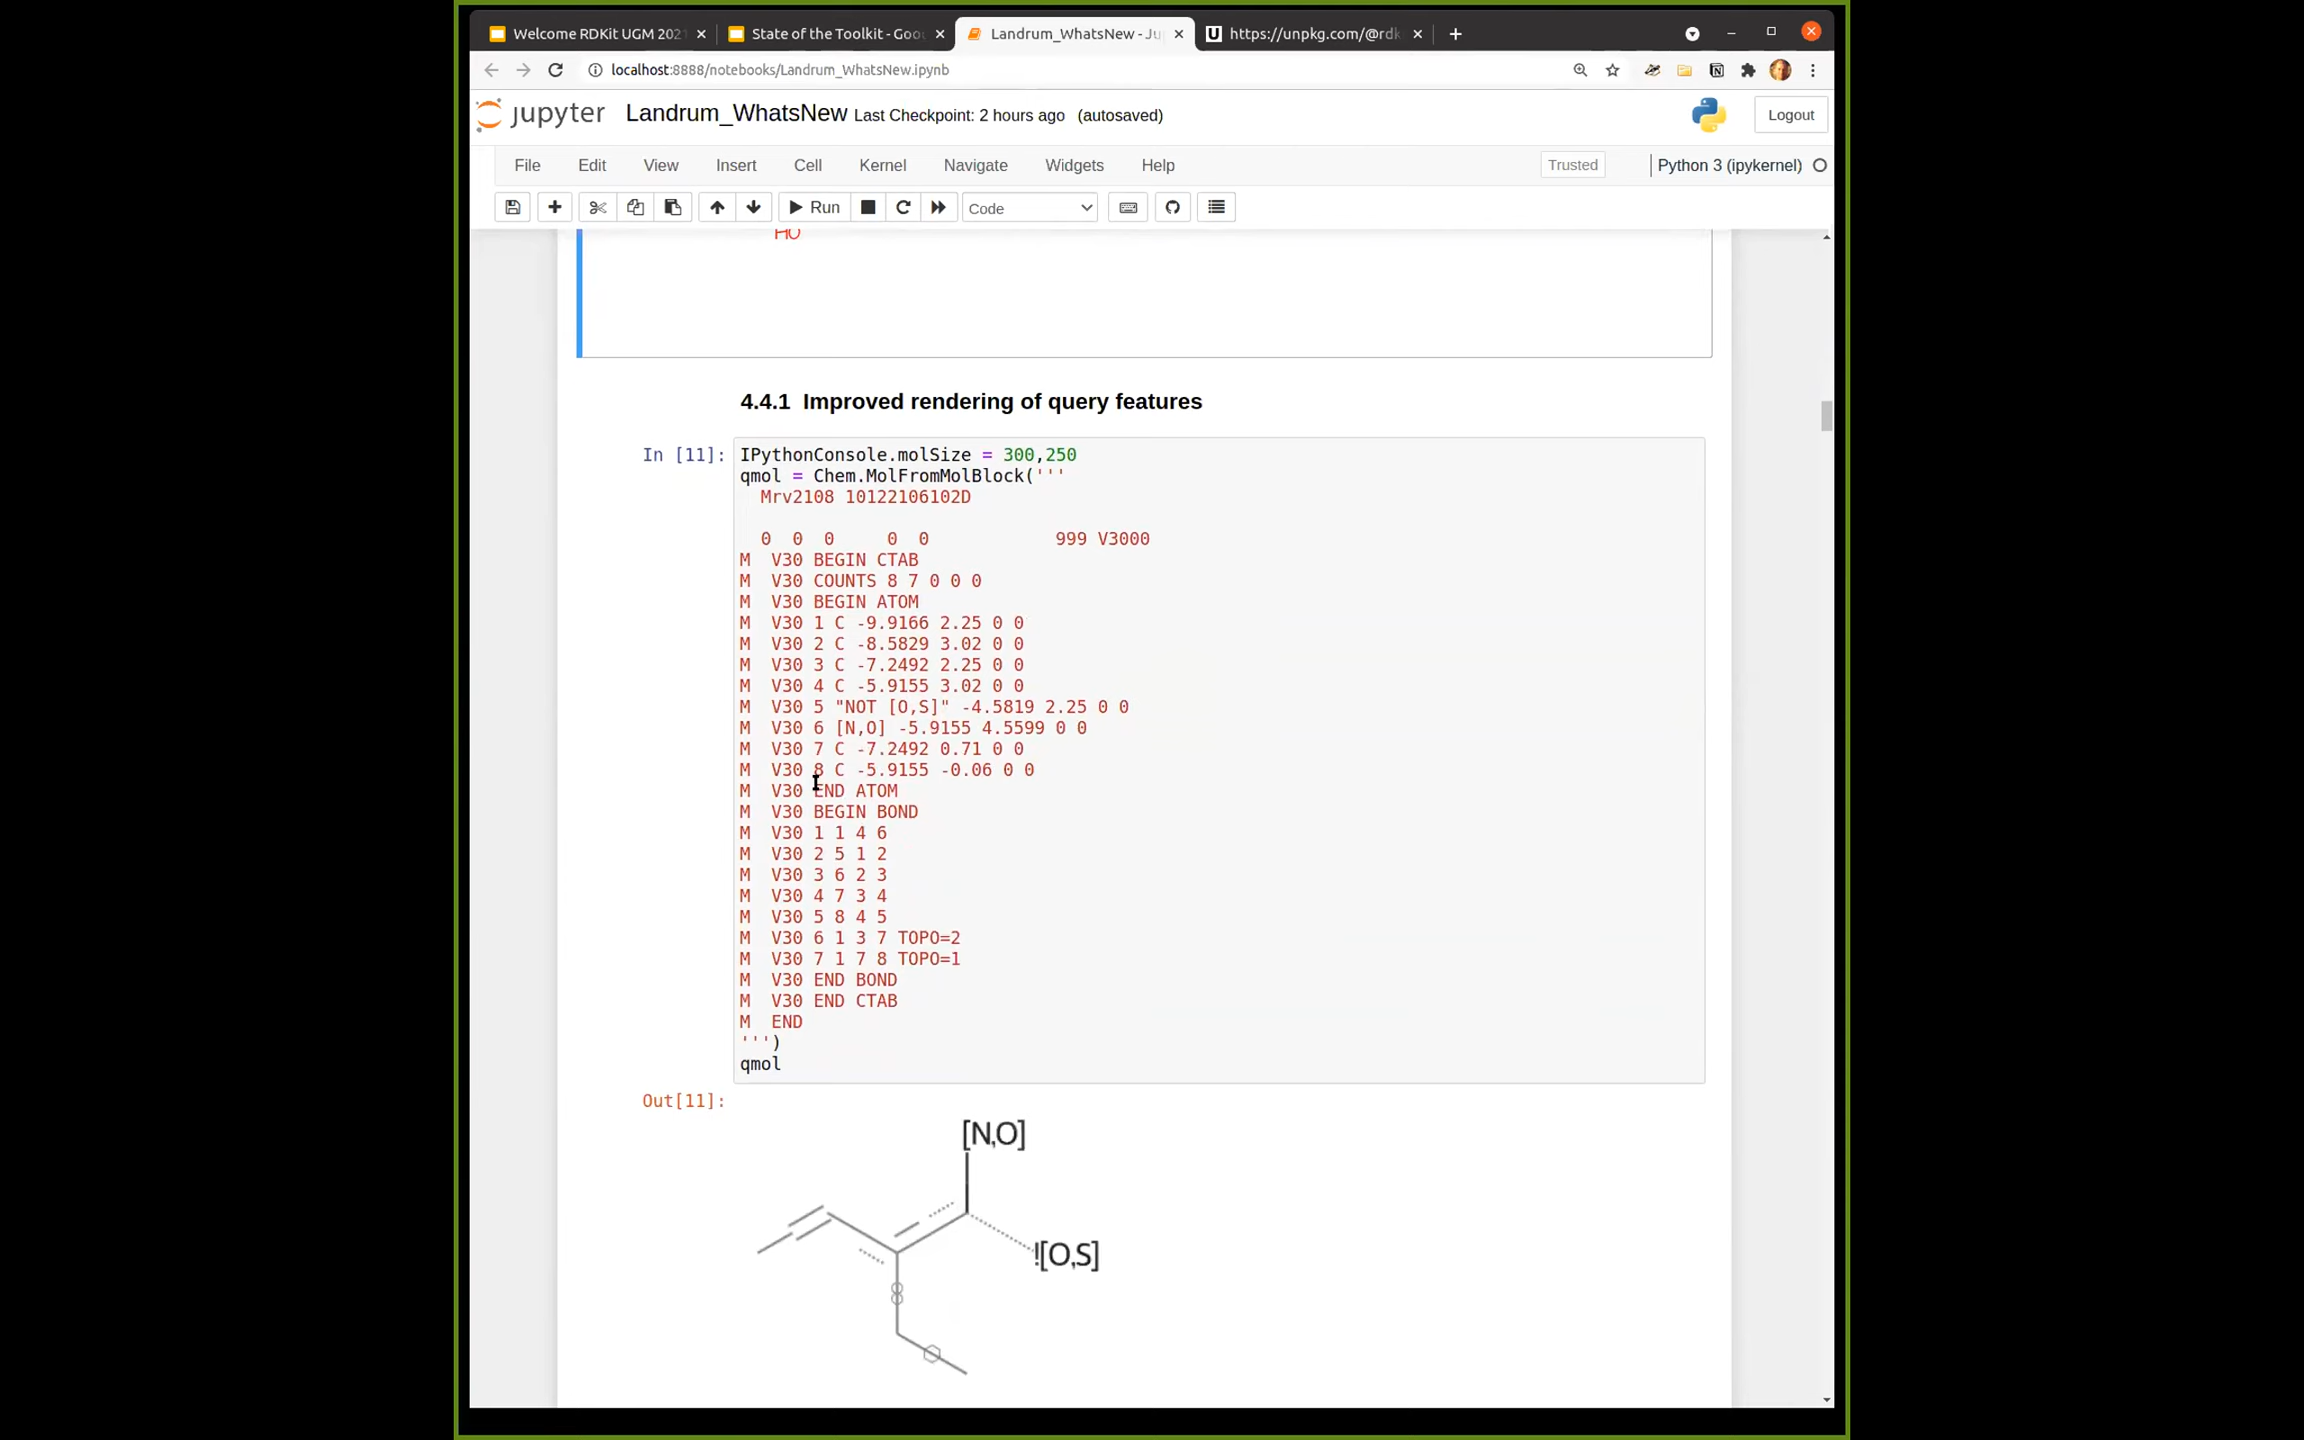 Welcome RDKit UGM 202
State of the Toolkit - Goo
Landrum_WhatsNew - Ju
https://unpkg.com/@rdk
localhost:8888/notebooks/Landrum_WhatsNew.ipynb
jupyter Landrum_WhatsNew Last Checkpoint: 2 hours ago (autosaved)
Logout
File Edit View Insert Cell Kernel Navigate Widgets Help
Trusted
Python 3 (ipykernel)
Run
Code
HO
4.4.1 Improved rendering of query features
In [11]:
IPythonConsole.molSize = 300,250
qmol = Chem.MolFromMolBlock('''
  Mrv2108 10122106102D
  0  0  0     0  0            999 V3000
M  V30 BEGIN CTAB
M  V30 COUNTS 8 7 0 0 0
M  V30 BEGIN ATOM
M  V30 1 C -9.9166 2.25 0 0
M  V30 2 C -8.5829 3.02 0 0
M  V30 3 C -7.2492 2.25 0 0
M  V30 4 C -5.9155 3.02 0 0
M  V30 5 "NOT [O,S]" -4.5819 2.25 0 0
M  V30 6 [N,O] -5.9155 4.5599 0 0
M  V30 7 C -7.2492 0.71 0 0
M  V30 8 C -5.9155 -0.06 0 0
M  V30 END ATOM
M  V30 BEGIN BOND
M  V30 1 1 4 6
M  V30 2 5 1 2
M  V30 3 6 2 3
M  V30 4 7 3 4
M  V30 5 8 4 5
M  V30 6 1 3 7 TOPO=2
M  V30 7 1 7 8 TOPO=1
M  V30 END BOND
M  V30 END CTAB
M  END
''')
qmol
Out[11]:
[N,O]
![O,S]